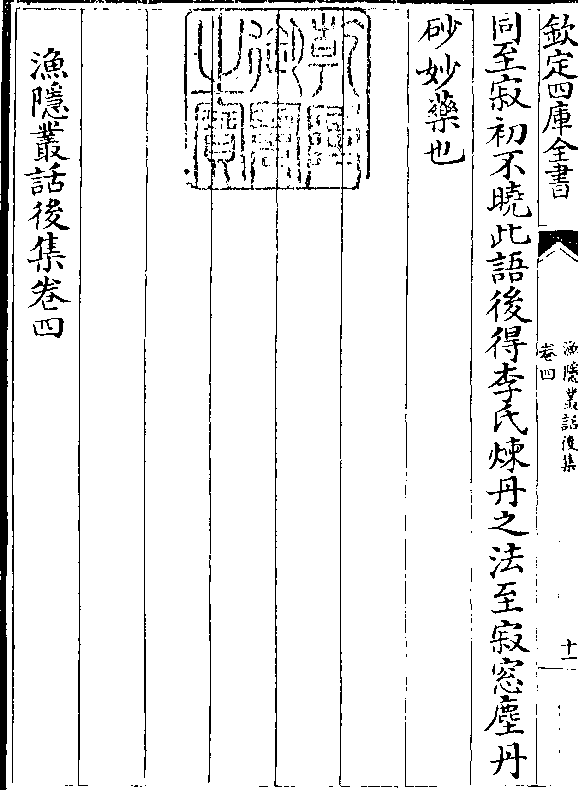 欽定四庫全書
漁隱叢話後集
卷四
十一
同至寂初不曉此語後得李氏煉丹之法至寂窓塵丹
砂妙藥也
乾隆
御覽
之寶
漁隱叢話後集卷四